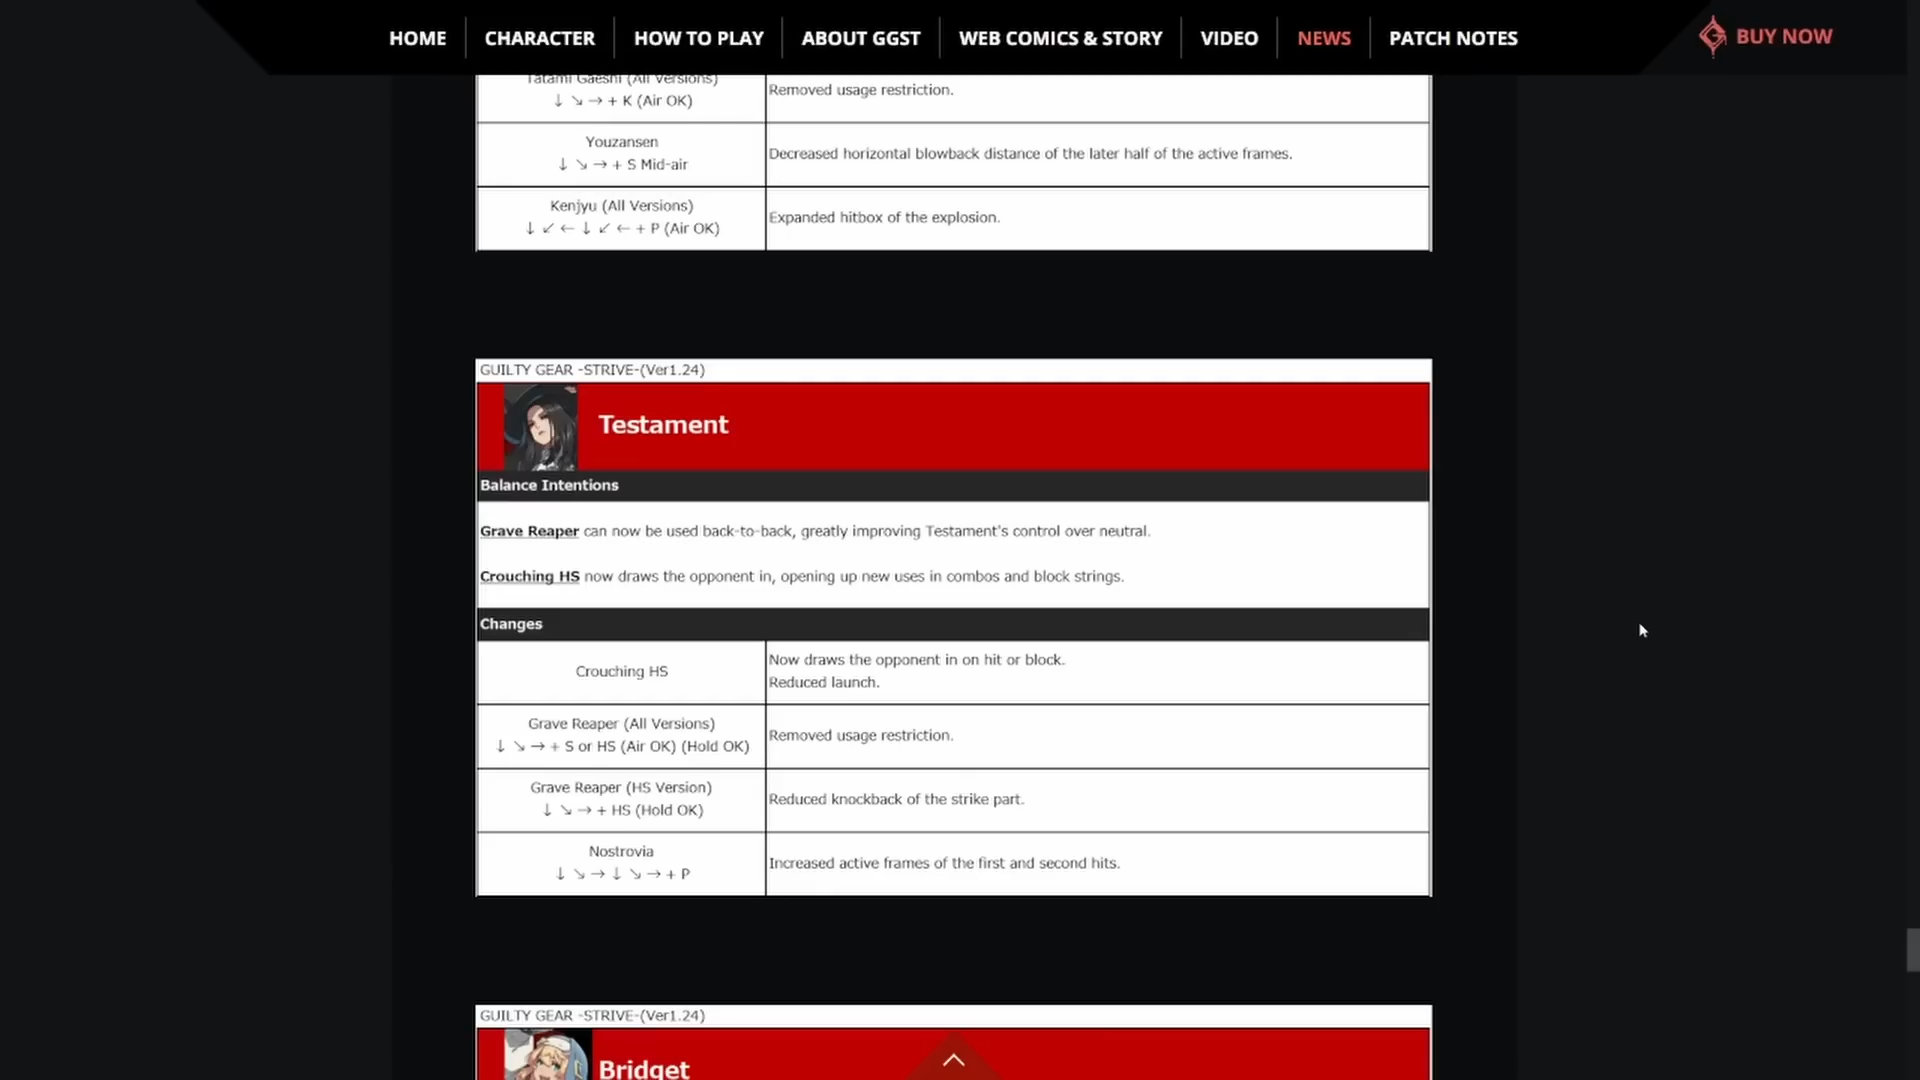 HOME
CHARACTER
HOW TO PLAY
ABOUT GGST
WEB COMICS & STORY
VIDEO
NEWS
PATCH NOTES
BUY NOW
Tatami Gaeshi (All Versions)
↓ ↘ → + K (Air OK)
Removed usage restriction.
Youzansen
↓ ↘ → + S Mid-air
Decreased horizontal blowback distance of the later half of the active frames.
Kenjyu (All Versions)
↓ ↙ ← ↓ ↙ ← + P (Air OK)
Expanded hitbox of the explosion.
GUILTY GEAR -STRIVE-(Ver1.24)
Testament
Balance Intentions
Grave Reaper can now be used back-to-back, greatly improving Testament's control over neutral.
Crouching HS now draws the opponent in, opening up new uses in combos and block strings.
Changes
Crouching HS
Now draws the opponent in on hit or block.
Reduced launch.
Grave Reaper (All Versions)
↓ ↘ → + S or HS (Air OK) (Hold OK)
Removed usage restriction.
Grave Reaper (HS Version)
↓ ↘ → + HS (Hold OK)
Reduced knockback of the strike part.
Nostrovia
↓ ↘ → ↓ ↘ → + P
Increased active frames of the first and second hits.
GUILTY GEAR -STRIVE-(Ver1.24)
Bridget